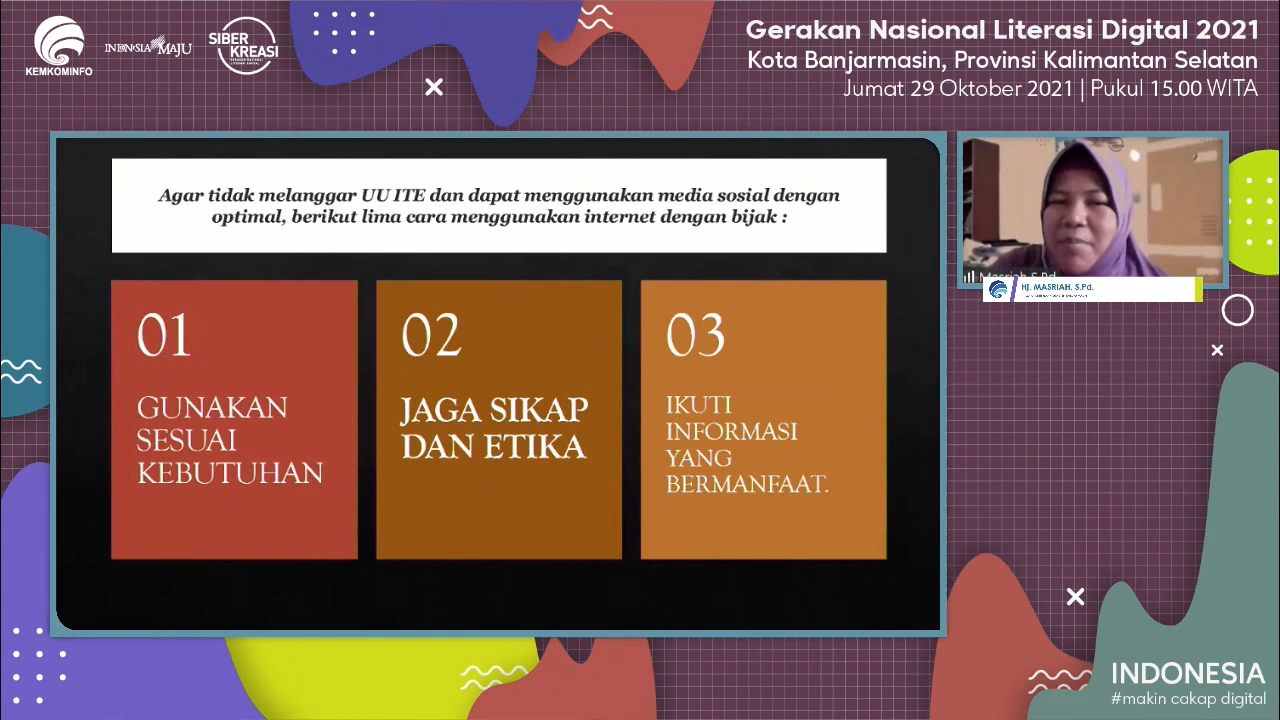 KEMKOMINFO
INDONESIA MAJU
SIBER
KREASI
Gerakan Nasional Literasi Digital 2021
Kota Banjarmasin, Provinsi Kalimantan Selatan
Jumat 29 Oktober 2021 | Pukul 15.00 WITA
Agar tidak melanggar UU ITE dan dapat menggunakan media sosial dengan
optimal, berikut lima cara menggunakan internet dengan bijak :
01
GUNAKAN
SESUAI
KEBUTUHAN
02
JAGA SIKAP
DAN ETIKA
03
IKUTI
INFORMASI
YANG
BERMANFAAT.
Masriah S.Pd
HJ. MASRIAH. S.Pd.
INDONESIA
#makin cakap digital